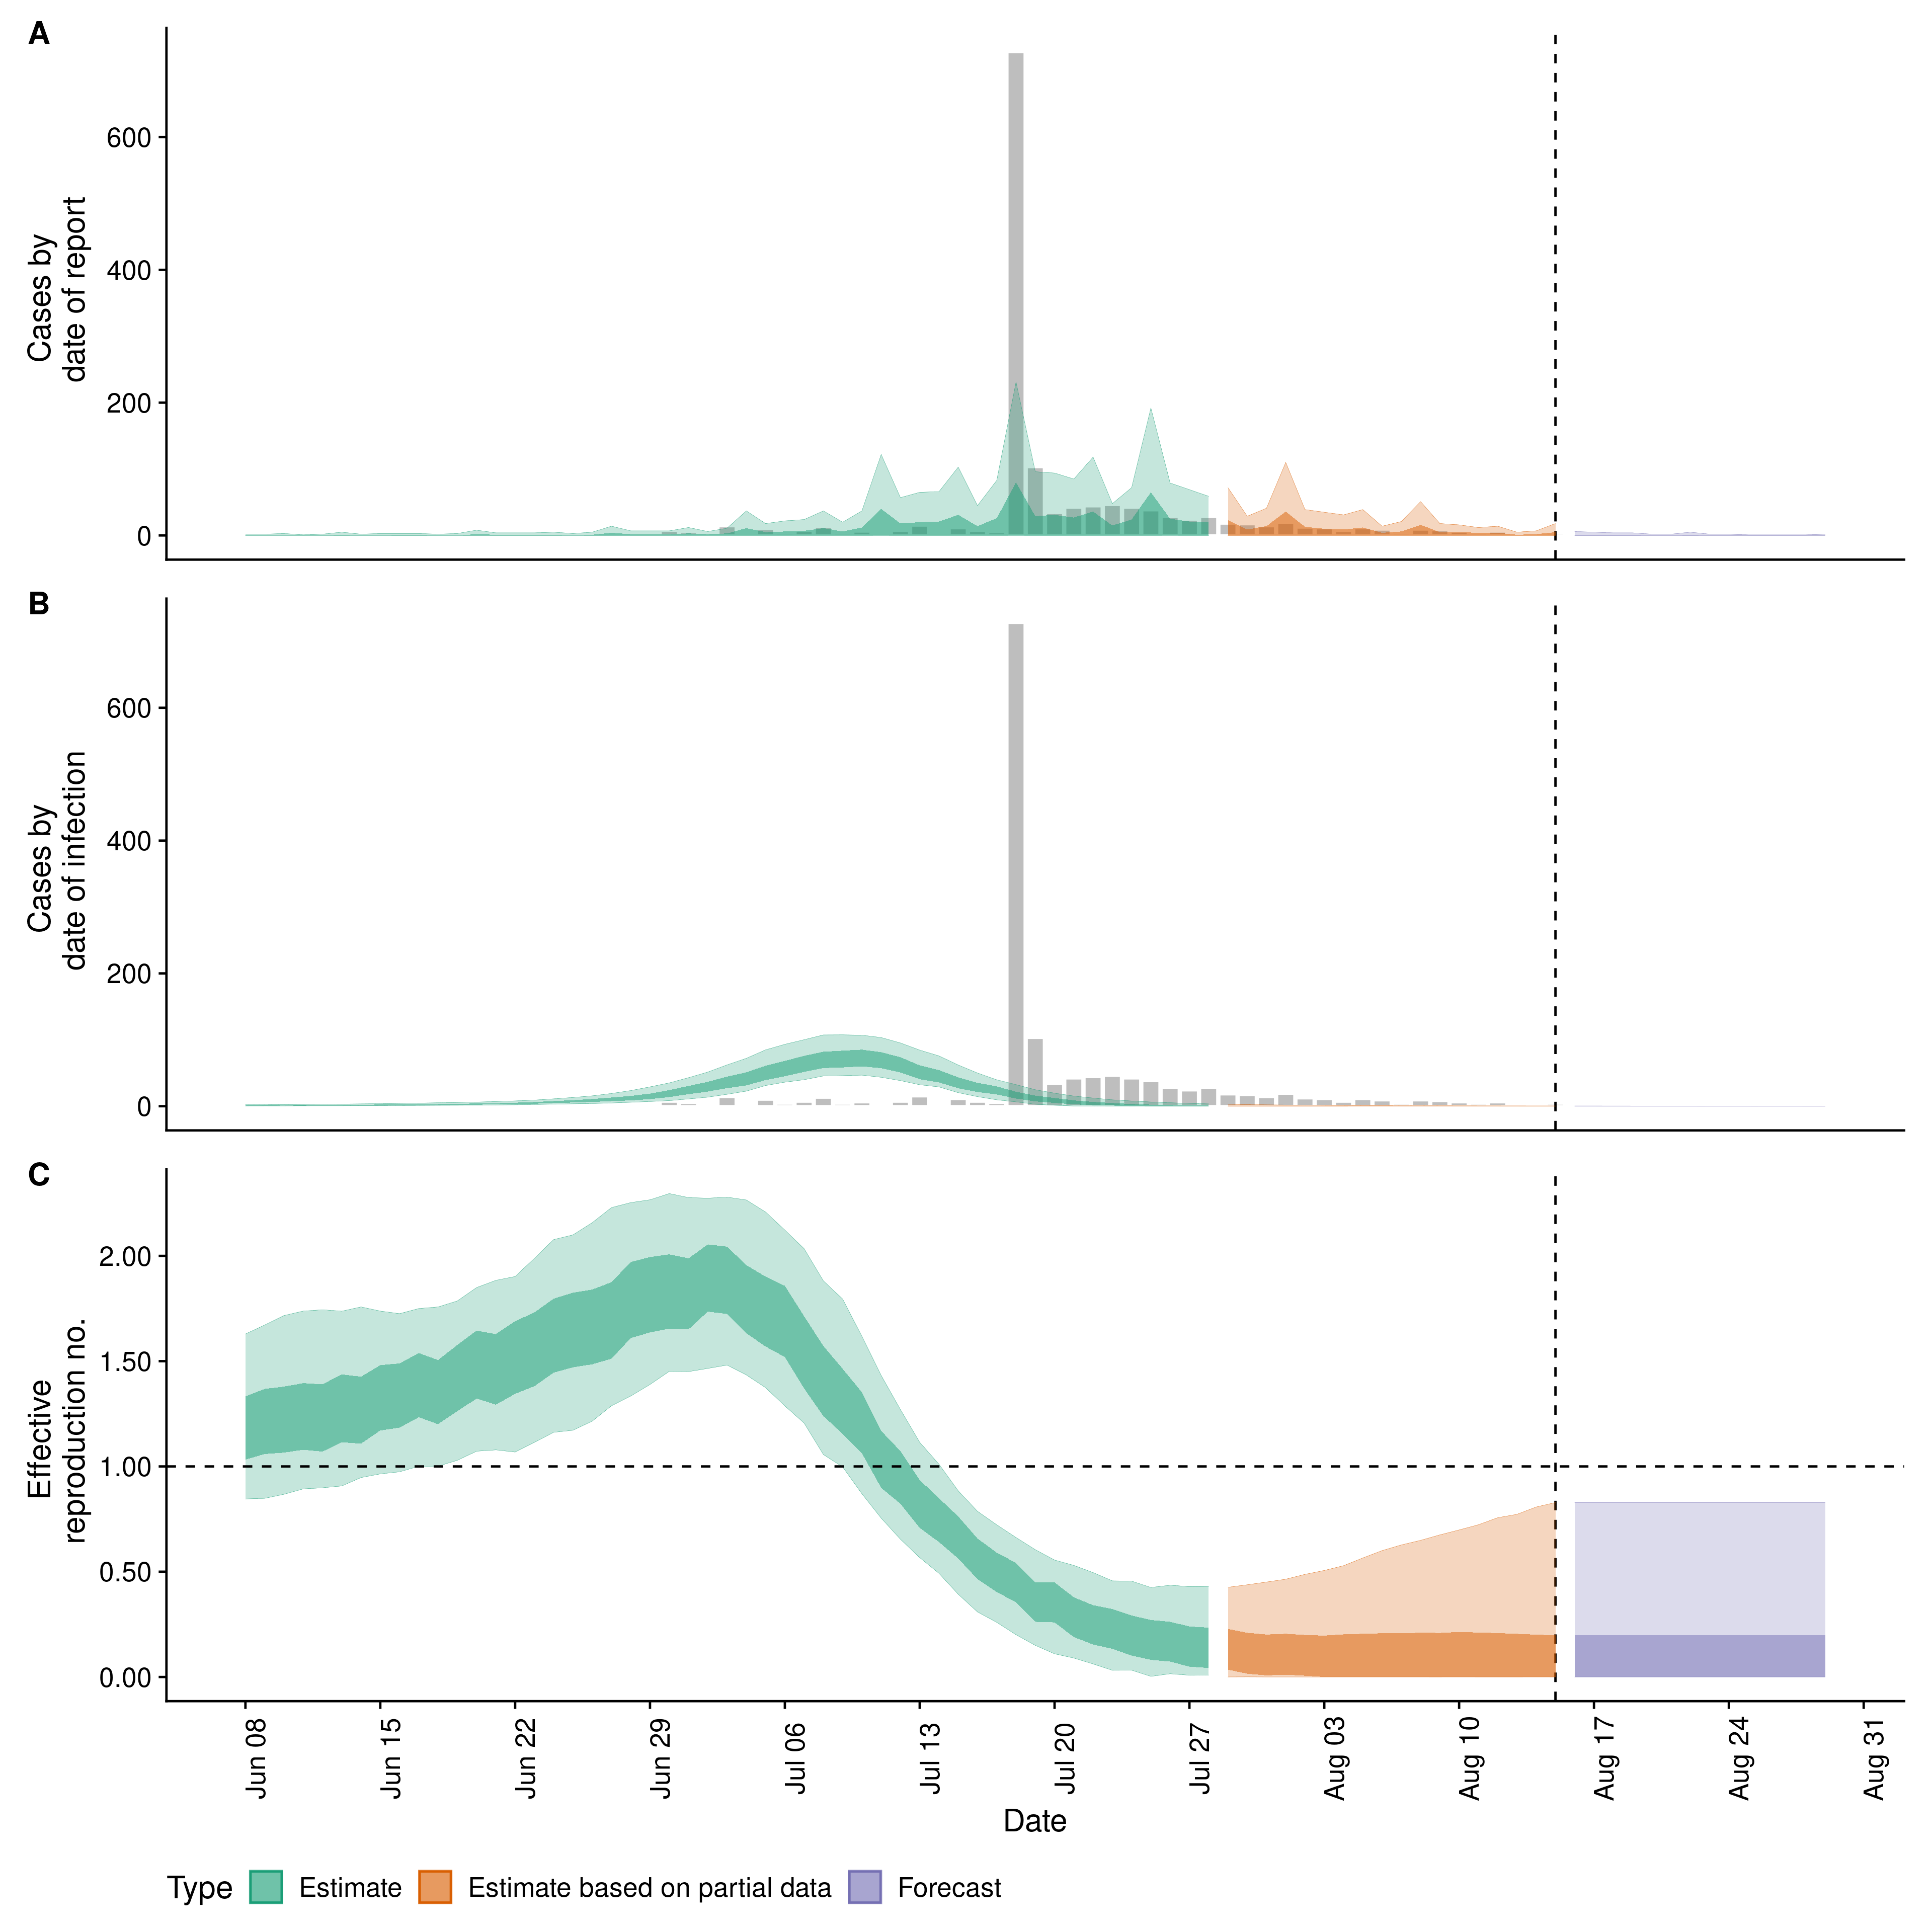 A
Cases by
date of report
600
400
200
0
B
Cases by
date of infection
600
400
200
0
C
Effective
reproduction no.
2.00
1.50
1.00
0.50
0.00
Jun 08
Jun 15
Jun 22
Jun 29
Jul 06
Jul 13
Jul 20
Jul 27
Aug 03
Aug 10
Aug 17
Aug 24
Aug 31
Date
Type
Estimate
Estimate based on partial data
Forecast